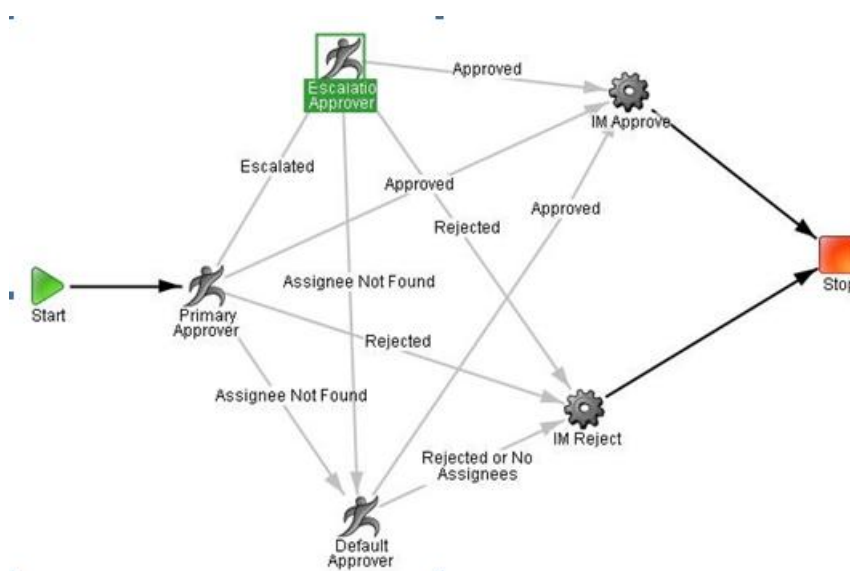 Approved
Escalatio
Approver
IM Approve
Escalated
Approved
Approved
Rejected
Assignee Not Found
Start
Stop
Primary
Approver
Rejected
Assignee Not Found
IM Reject
Rejected or No
Assignees
Default
Approver